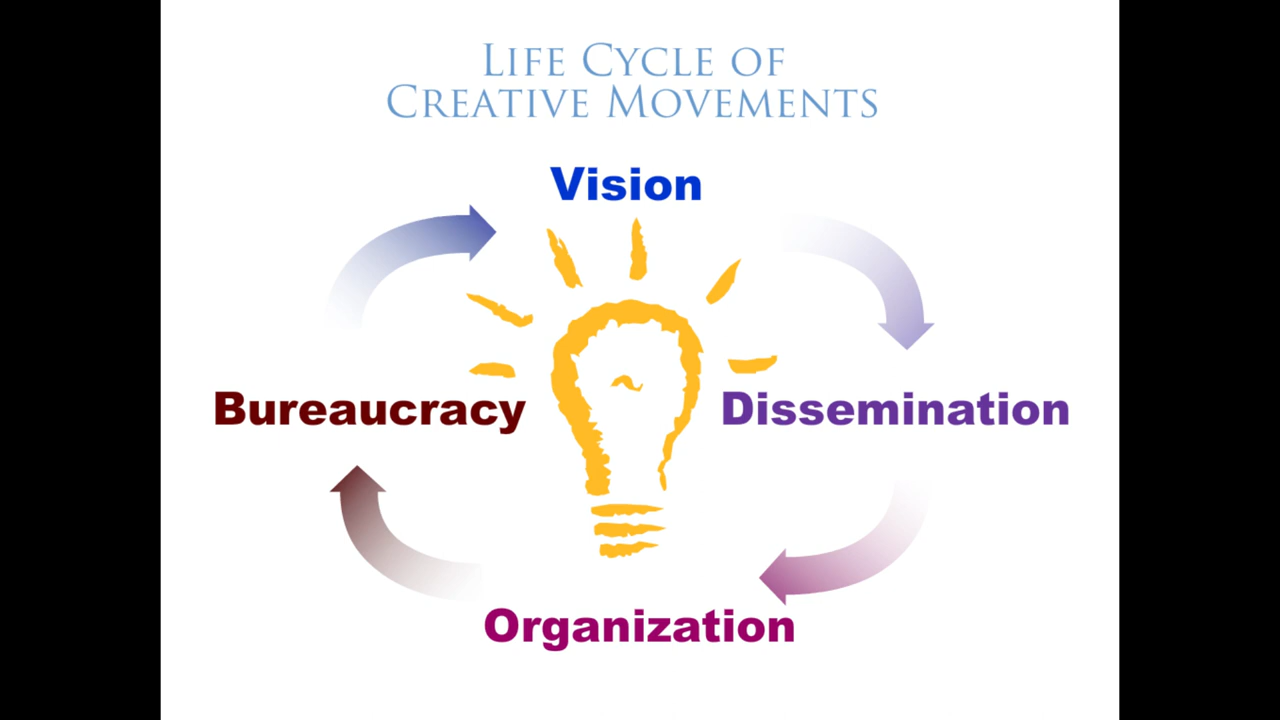 Life Cycle of
Creative Movements
Vision
Bureaucracy
Dissemination
Organization